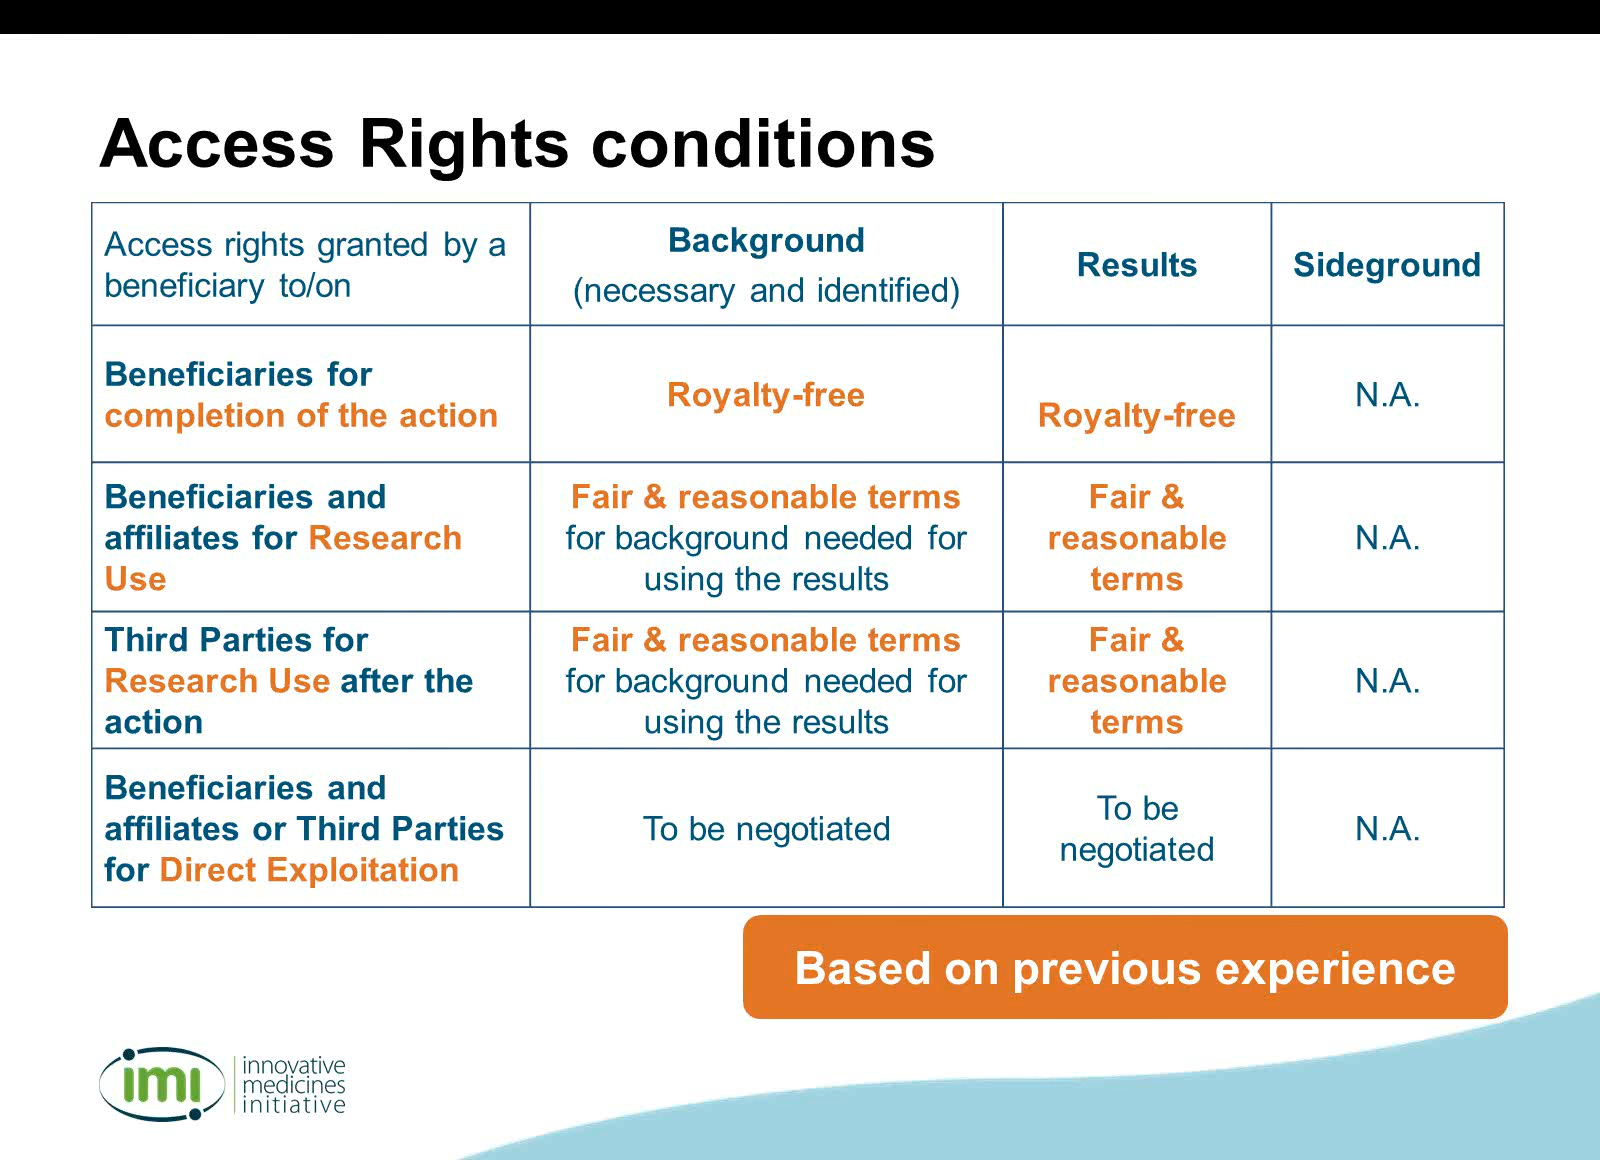 Access Rights conditions
Access rights granted by a
beneficiary to/on
Background
(necessary and identified)
Results
Sideground
Beneficiaries for
completion of the action
Royalty-free
Royalty-free
N.A.
Beneficiaries and
affiliates for Research
Use
Fair & reasonable terms
for background needed for
using the results
Fair &
reasonable
terms
N.A.
Third Parties for
Research Use after the
action
Fair & reasonable terms
for background needed for
using the results
Fair &
reasonable
terms
N.A.
Beneficiaries and
affiliates or Third Parties
for Direct Exploitation
To be negotiated
To be
negotiated
N.A.
Based on previous experience
imi
innovative
medicines
initiative